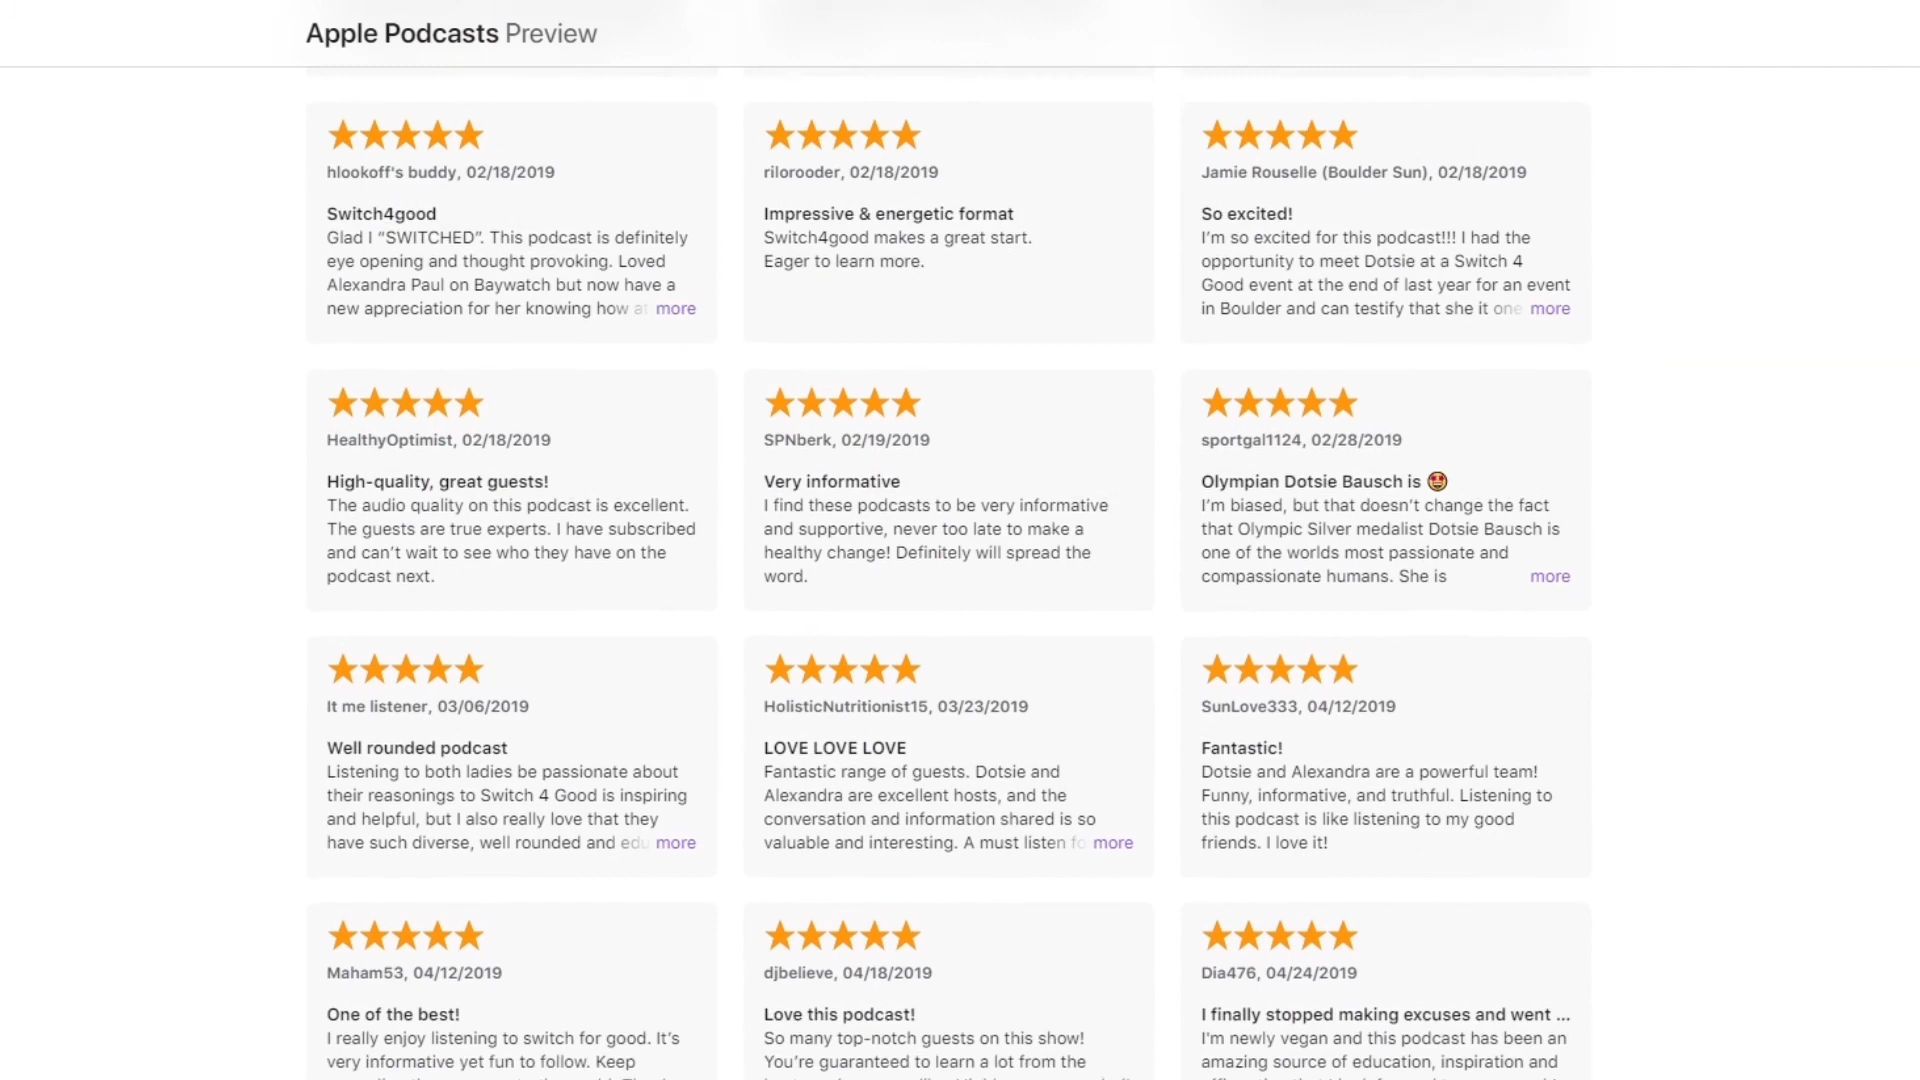 Apple Podcasts Preview
hlookoff's buddy, 02/18/2019
Switch4good
Glad I “SWITCHED”. This podcast is definitely
eye opening and thought provoking. Loved
Alexandra Paul on Baywatch but now have a
new appreciation for her knowing how at more
rilorooder, 02/18/2019
Impressive & energetic format
Switch4good makes a great start.
Eager to learn more.
Jamie Rouselle (Boulder Sun), 02/18/2019
So excited!
I’m so excited for this podcast!!! I had the
opportunity to meet Dotsie at a Switch 4
Good event at the end of last year for an event
in Boulder and can testify that she it one more
HealthyOptimist, 02/18/2019
High-quality, great guests!
The audio quality on this podcast is excellent.
The guests are true experts. I have subscribed
and can’t wait to see who they have on the
podcast next.
SPNberk, 02/19/2019
Very informative
I find these podcasts to be very informative
and supportive, never too late to make a
healthy change! Definitely will spread the
word.
sportgal1124, 02/28/2019
Olympian Dotsie Bausch is 🤩
I’m biased, but that doesn’t change the fact
that Olympic Silver medalist Dotsie Bausch is
one of the worlds most passionate and
compassionate humans. She is more
It me listener, 03/06/2019
Well rounded podcast
Listening to both ladies be passionate about
their reasonings to Switch 4 Good is inspiring
and helpful, but I also really love that they
have such diverse, well rounded and edu more
HolisticNutritionist15, 03/23/2019
LOVE LOVE LOVE
Fantastic range of guests. Dotsie and
Alexandra are excellent hosts, and the
conversation and information shared is so
valuable and interesting. A must listen fo more
SunLove333, 04/12/2019
Fantastic!
Dotsie and Alexandra are a powerful team!
Funny, informative, and truthful. Listening to
this podcast is like listening to my good
friends. I love it!
Maham53, 04/12/2019
One of the best!
I really enjoy listening to switch for good. It’s
very informative yet fun to follow. Keep
djbelieve, 04/18/2019
Love this podcast!
So many top-notch guests on this show!
You’re guaranteed to learn a lot from the
Dia476, 04/24/2019
I finally stopped making excuses and went ...
I'm newly vegan and this podcast has been an
amazing source of education, inspiration and